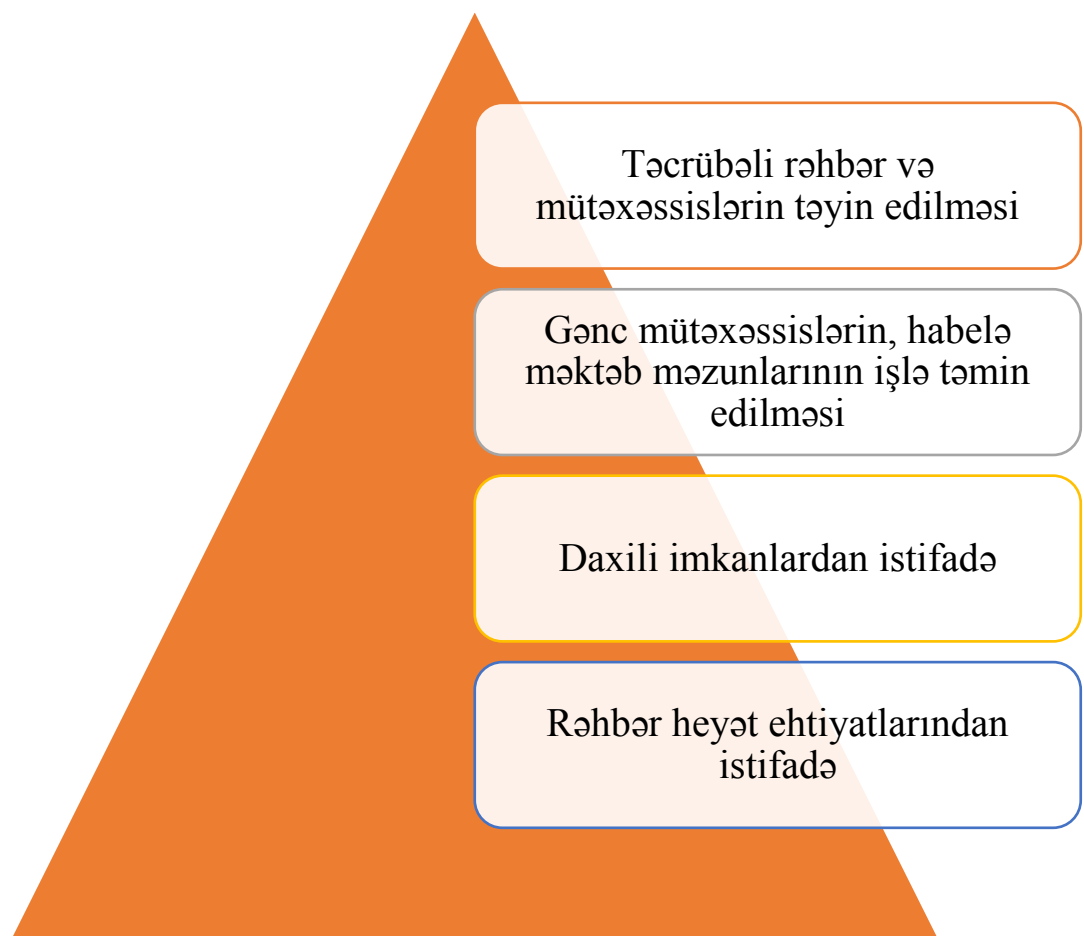 Təcrübəli rəhbər və
mütəxəssislərin təyin edilməsi
Gənc mütəxəssislərin, habelə
məktəb məzunlarının işlə təmin
edilməsi
Daxili imkanlardan istifadə
Rəhbər heyət ehtiyatlarından
istifadə